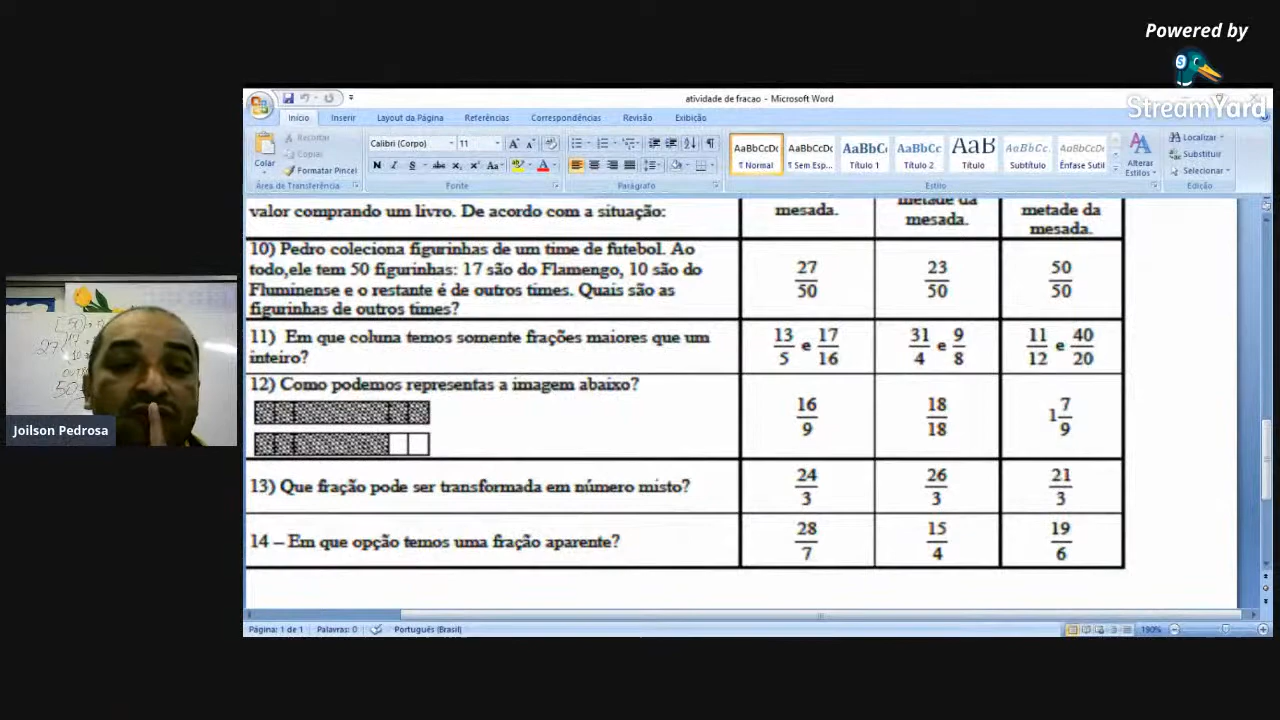 Powered by
StreamYard
atividade de fracao - Microsoft Word
Início Inserir Layout da Página Referências Correspondências Revisão Exibição
Colar
Recortar
Copiar
Formatar Pincel
Área de Transferência
Calibri (Corpo) 11
N I S abc x₂ x² Aa
Fonte
Parágrafo
AaBbCcDc AaBbCcDc AaBbC AaBbCc AaB AaBbCc. AaBbCcDc
¶ Normal ¶ Sem Esp... Título 1 Título 2 Título Subtítulo Ênfase Sutil
Estilo
Alterar
Estilos
Localizar
Substituir
Selecionar
Edição
valor comprando um livro. De acordo com a situação:
mesada.
metade da
mesada.
metade da
mesada.
10) Pedro coleciona figurinhas de um time de futebol. Ao
todo,ele tem 50 figurinhas: 17 são do Flamengo, 10 são do
Fluminense e o restante é de outros times. Quais são as
figurinhas de outros times?
27/50 23/50 50/50
11) Em que coluna temos somente frações maiores que um
inteiro?
13/5 e 17/16 31/4 e 9/8 11/12 e 40/20
12) Como podemos representas a imagem abaixo?
16/9 18/18 1 7/9
13) Que fração pode ser transformada em número misto?
24/3 26/3 21/3
14 – Em que opção temos uma fração aparente?
28/7 15/4 19/6
Página: 1 de 1 Palavras: 0 Português (Brasil) 190%
Joilson Pedrosa